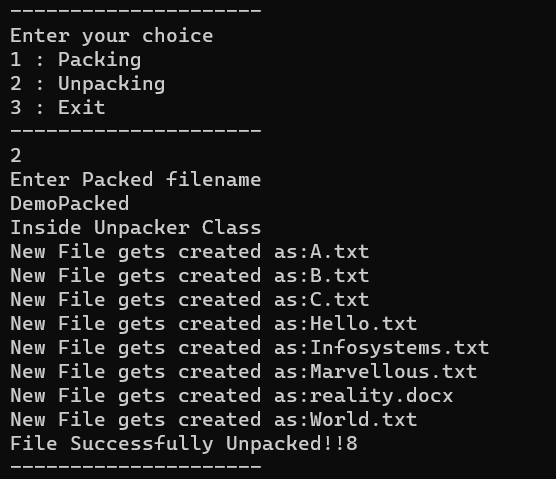 ---------------------
Enter your choice
1 : Packing
2 : Unpacking
3 : Exit
---------------------
2
Enter Packed filename
DemoPacked
Inside Unpacker Class
New File gets created as:A.txt
New File gets created as:B.txt
New File gets created as:C.txt
New File gets created as:Hello.txt
New File gets created as:Infosystems.txt
New File gets created as:Marvellous.txt
New File gets created as:reality.docx
New File gets created as:World.txt
File Successfully Unpacked!!8
---------------------